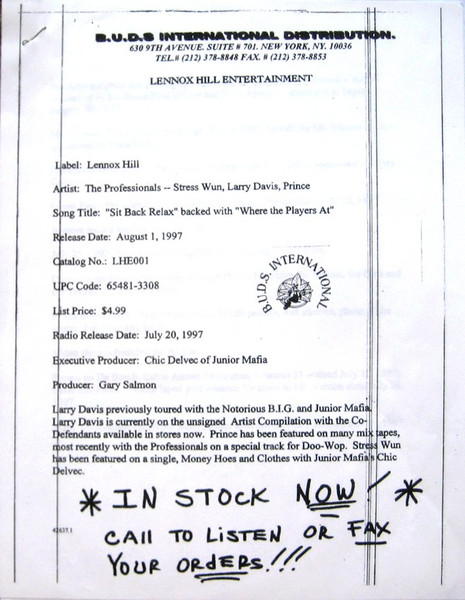 B.U.D.S INTERNATIONAL DISTRIBUTION.
630 9TH AVENUE. SUITE # 701. NEW YORK, NY. 10036
TEL.# (212) 378-8848 FAX. # (212) 378-8853
LENNOX HILL ENTERTAINMENT
Label: Lennox Hill
Artist: The Professionals -- Stress Wun, Larry Davis, Prince
Song Title: "Sit Back Relax" backed with "Where the Players At"
Release Date: August 1, 1997
Catalog No.: LHE001
B.U.D.S. INTERNATIONAL
UPC Code: 65481-3308
List Price: $4.99
Radio Release Date: July 20, 1997
Executive Producer: Chic Delvec of Junior Mafia
Producer: Gary Salmon
Larry Davis previously toured with the Notorious B.I.G. and Junior Mafia.
Larry Davis is currently on the unsigned Artist Compilation with the Co-
Defendants available in stores now. Prince has been featured on many mix tapes,
most recently with the Professionals on a special track for Doo-Wop. Stress Wun
has been featured on a single, Money Hoes and Clothes with Junior Mafia's Chic
Delvec.
* IN STOCK NOW! *
42637.1
CALL TO LISTEN OR FAX
YOUR ORDERS!!!